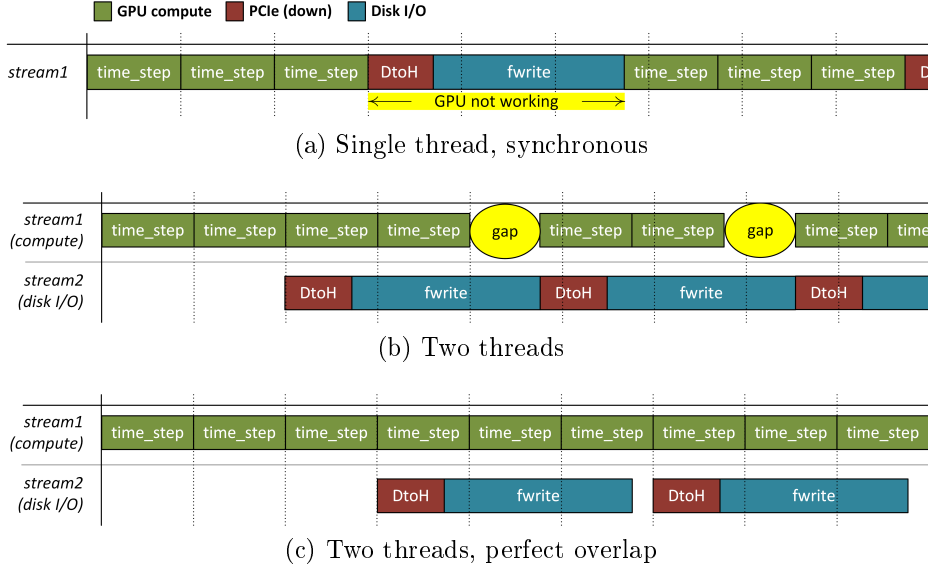 GPU compute PCIe (down) Disk I/O
stream1 time_step time_step time_step DtoH fwrite time_step time_step time_step D
GPU not working
(a) Single thread, synchronous
stream1
(compute) time_step time_step time_step time_step gap time_step time_step gap time_step time
stream2
(disk I/O) DtoH fwrite DtoH fwrite DtoH
(b) Two threads
stream1
(compute) time_step time_step time_step time_step time_step time_step time_step time_step time_step
stream2
(disk I/O) DtoH fwrite DtoH fwrite
(c) Two threads, perfect overlap